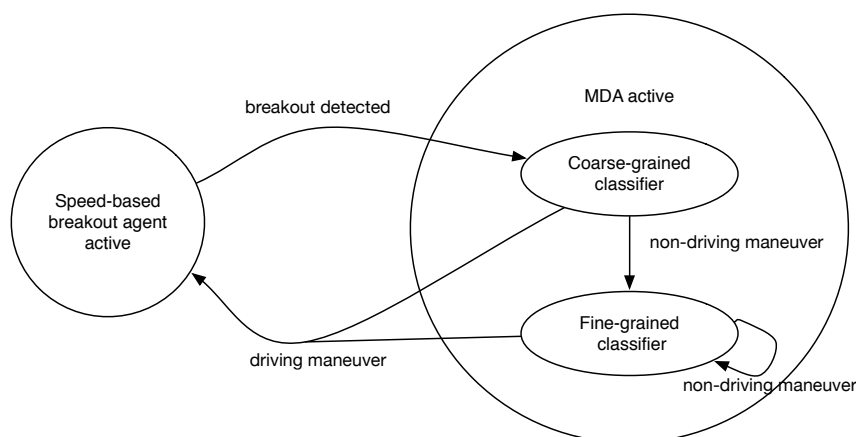 MDA active
breakout detected
Coarse-grained
classifier
Speed-based
breakout agent
active
non-driving maneuver
Fine-grained
classifier
driving maneuver
non-driving maneuver